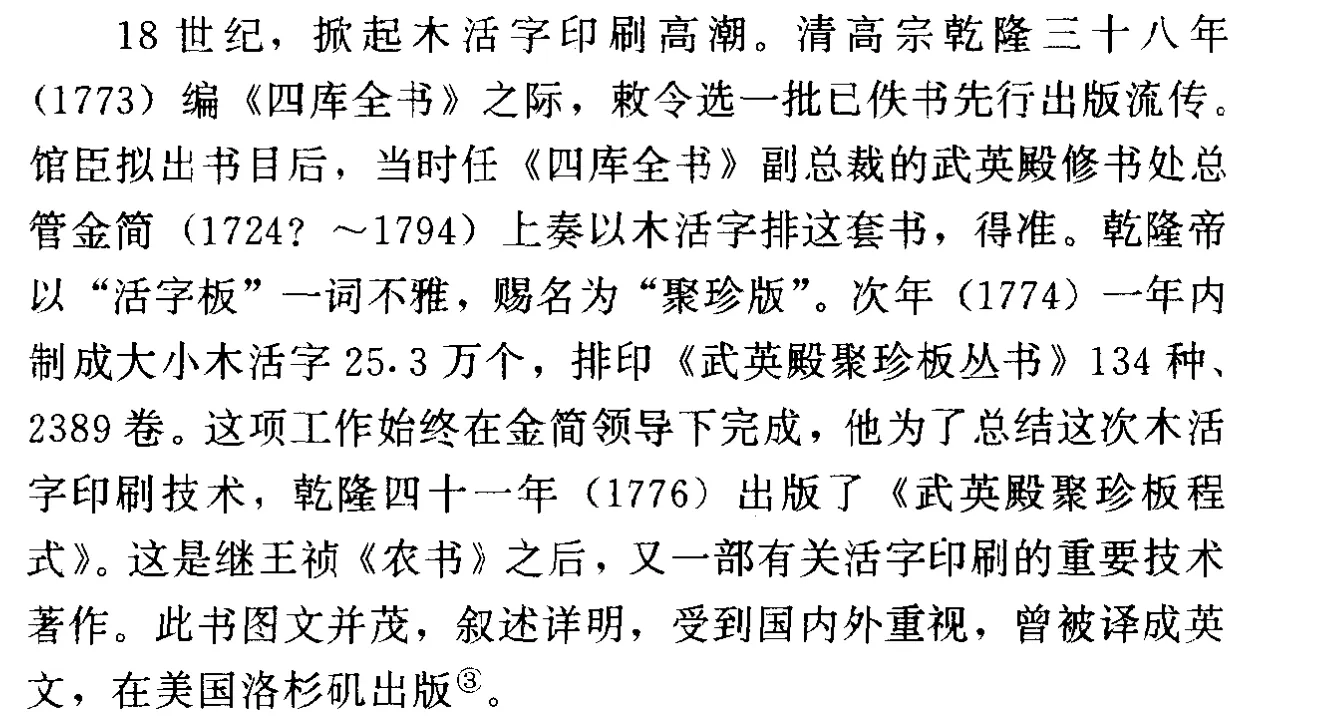 18世纪，掀起木活字印刷高潮。清高宗乾隆三十八年
(1773) 编《四库全书》之际，敕令选一批已佚书先行出版流传。
馆臣拟出书目后，当时任《四库全书》副总裁的武英殿修书处总
管金简（1724？～1794）上奏以木活字排这套书，得准。乾隆帝
以“活字板”一词不雅，赐名为“聚珍版”。次年（1774）一年内
制成大小木活字25.3万个，排印《武英殿聚珍板丛书》134种、
2389卷。这项工作始终在金简领导下完成，他为了总结这次木活
字印刷技术，乾隆四十一年（1776）出版了《武英殿聚珍板程
式》。这是继王祯《农书》之后，又一部有关活字印刷的重要技术
著作。此书图文并茂，叙述详明，受到国内外重视，曾被译成英
文，在美国洛杉矶出版③。